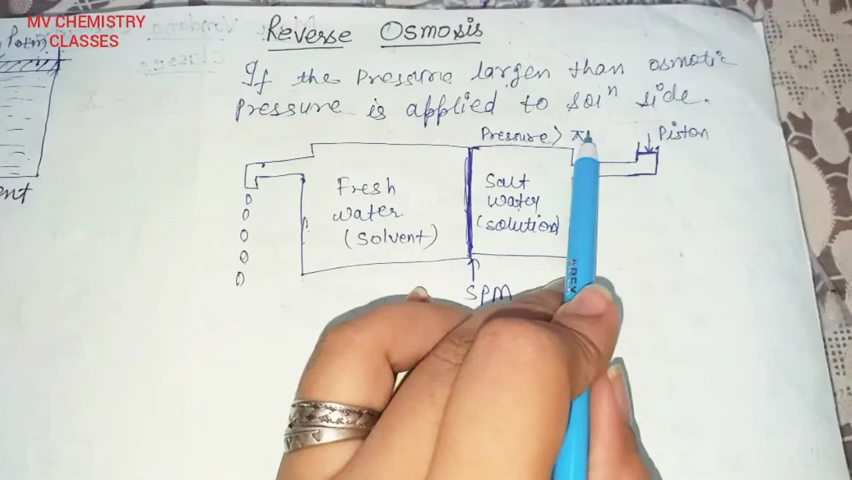 MV CHEMISTRY
CLASSES
Reverse Osmosis
If the Pressure largen than osmotic
Pressure is applied to solⁿ side.
Pressure > π
Piston
Fresh
water
(solvent)
Salt
water
(solution)
SPM